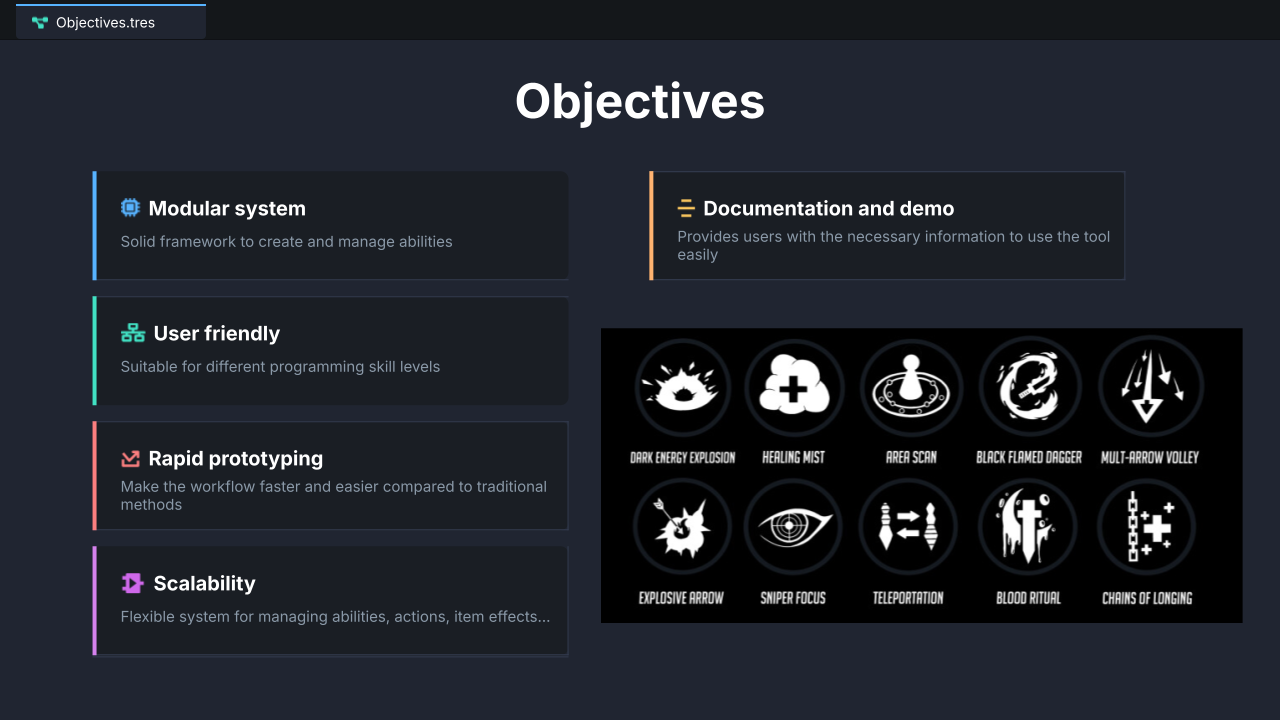 Objectives.tres
Objectives
Modular system
Solid framework to create and manage abilities
User friendly
Suitable for different programming skill levels
Rapid prototyping
Make the workflow faster and easier compared to traditional
methods
Scalability
Flexible system for managing abilities, actions, item effects...
Documentation and demo
Provides users with the necessary information to use the tool
easily
DARK ENERGY EXPLOSION
HEALING MIST
AREA SCAN
BLACK FLAMED DAGGER
MULT-ARROW VOLLEY
EXPLOSIVE ARROW
SNIPER FOCUS
TELEPORTATION
BLOOD RITUAL
CHAINS OF LONGING